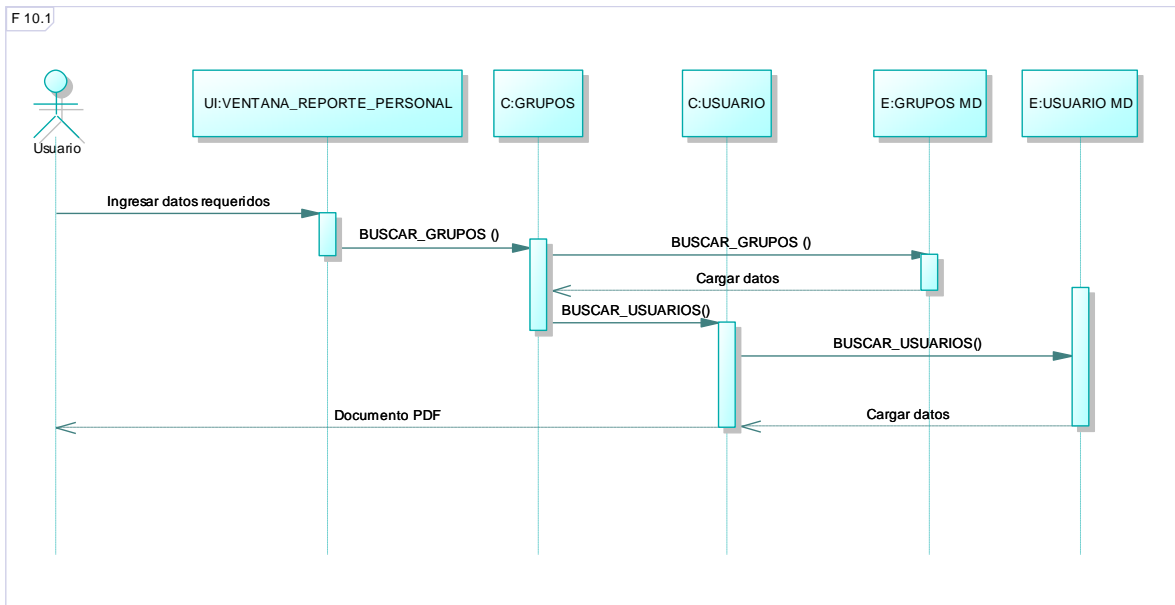 F 10.1
UI:VENTANA_REPORTE_PERSONAL
C:GRUPOS
C:USUARIO
E:GRUPOS MD
E:USUARIO MD
Usuario
Ingresar datos requeridos
BUSCAR_GRUPOS ()
BUSCAR_GRUPOS ()
Cargar datos
BUSCAR_USUARIOS()
BUSCAR_USUARIOS()
Documento PDF
Cargar datos